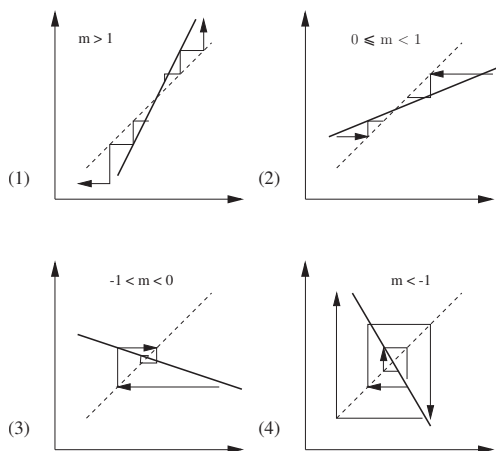 m > 1
(1)
0 ⩽ m < 1
(2)
-1 < m < 0
(3)
m < -1
(4)